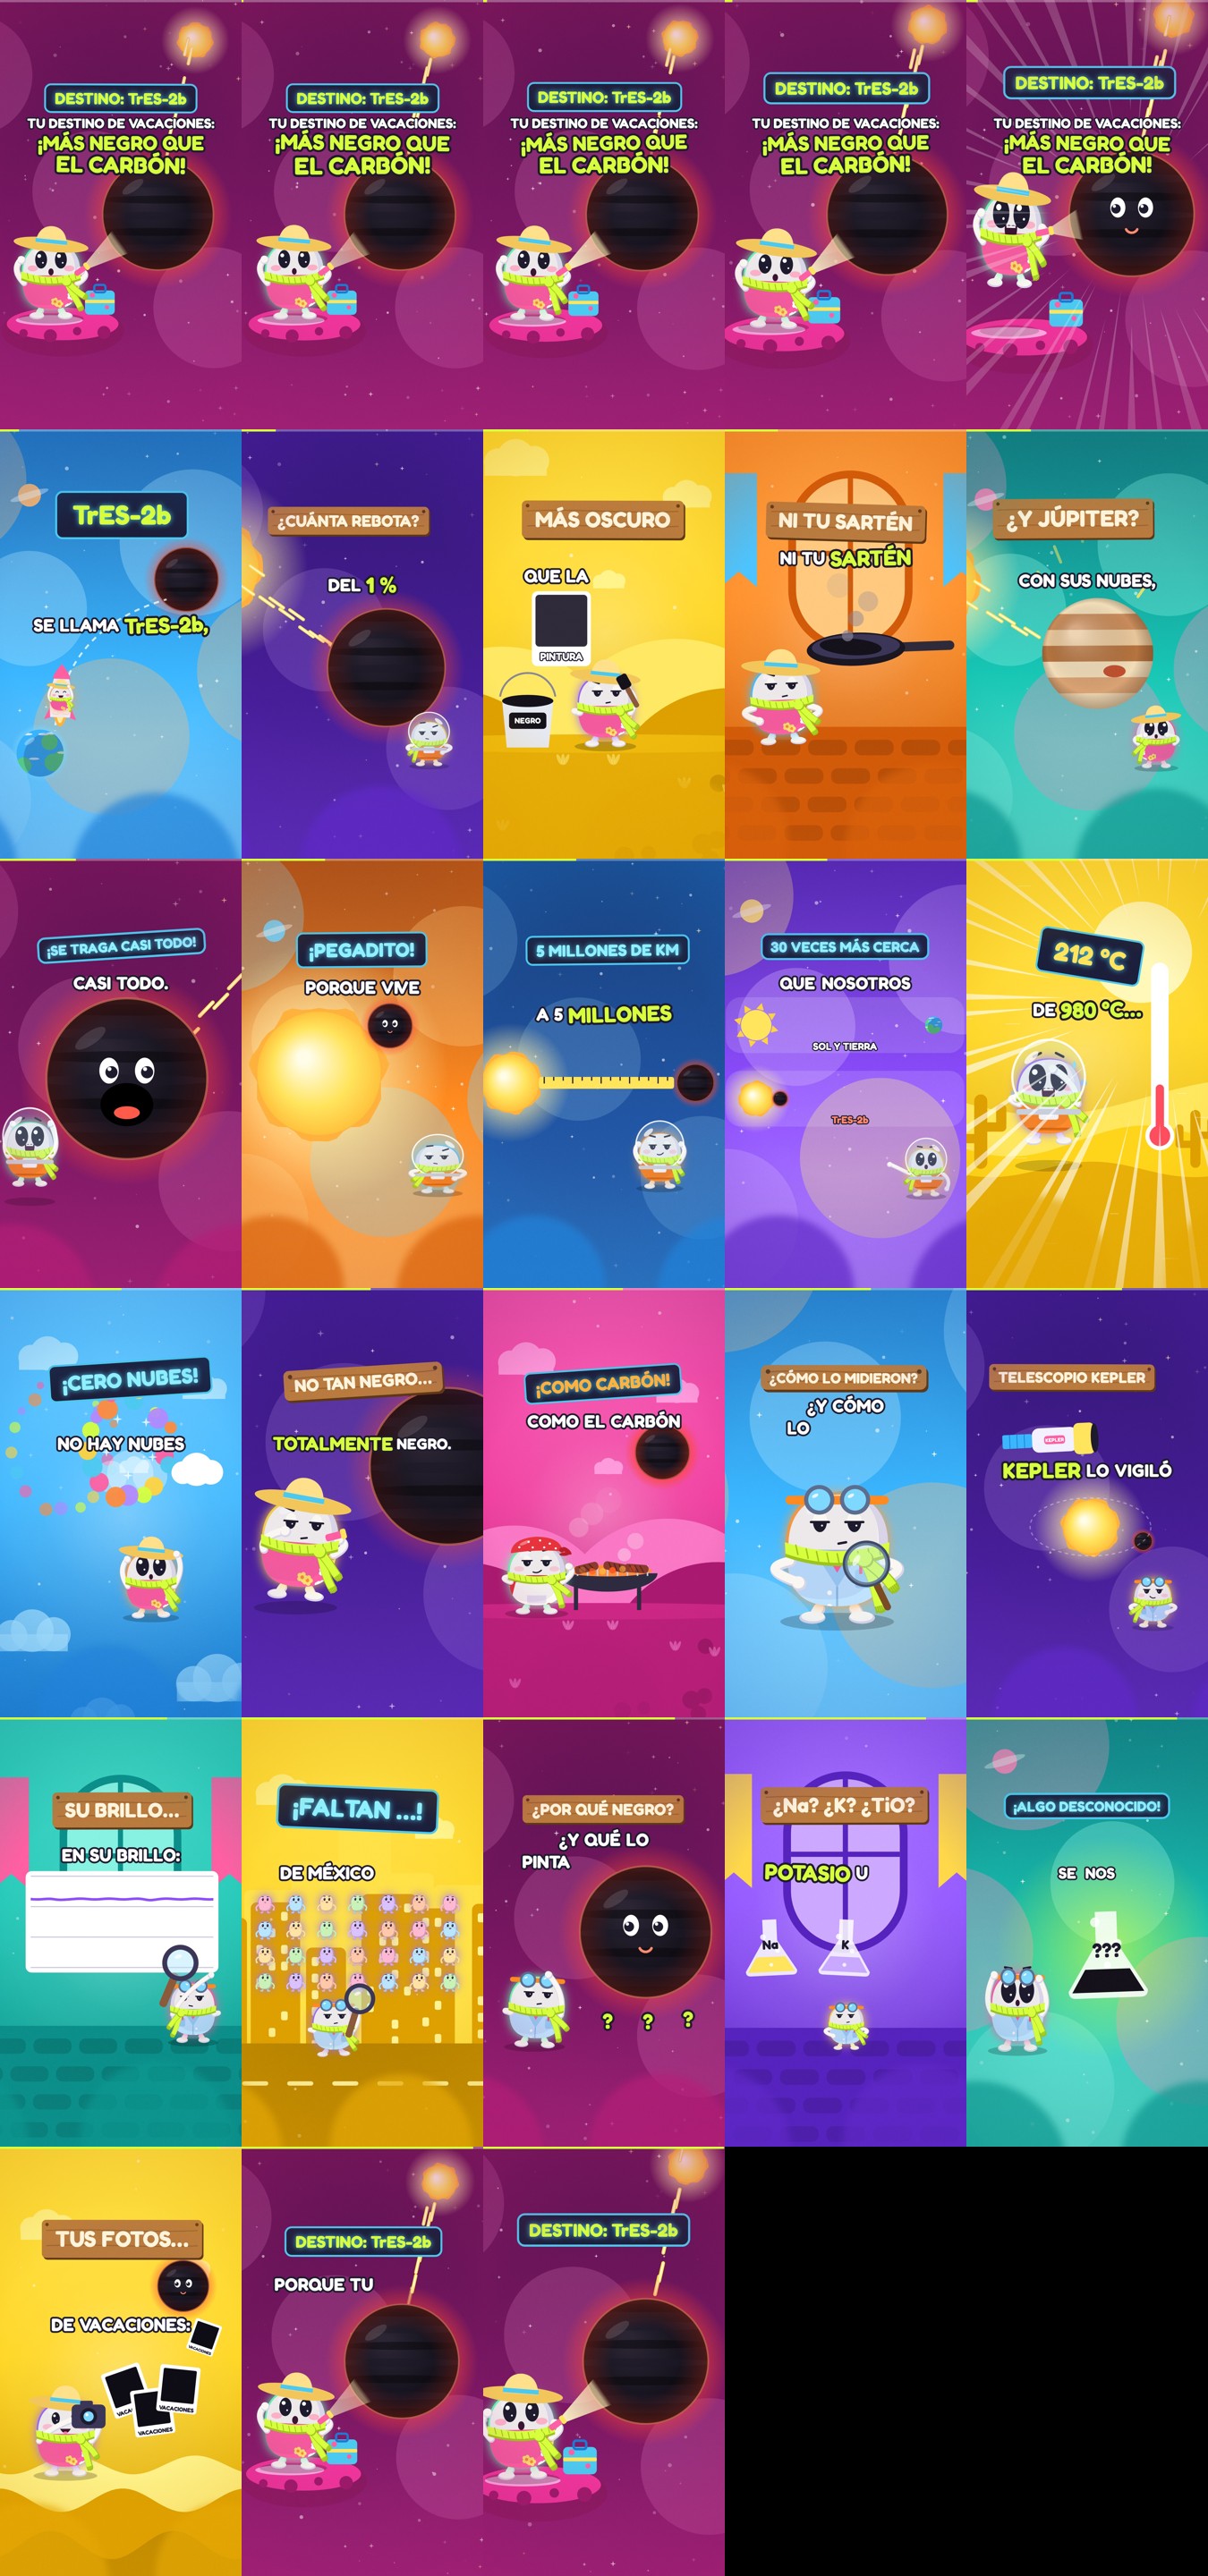 DESTINO: TrES-2b
TU DESTINO DE VACACIONES:
¡MÁS NEGRO QUE
EL CARBÓN!
DESTINO: TrES-2b
TU DESTINO DE VACACIONES:
¡MÁS NEGRO QUE
EL CARBÓN!
DESTINO: TrES-2b
TU DESTINO DE VACACIONES:
¡MÁS NEGRO QUE
EL CARBÓN!
DESTINO: TrES-2b
TU DESTINO DE VACACIONES:
¡MÁS NEGRO QUE
EL CARBÓN!
DESTINO: TrES-2b
TU DESTINO DE VACACIONES:
¡MÁS NEGRO QUE
EL CARBÓN!
TrES-2b
SE LLAMA TrES-2b,
¿CUÁNTA REBOTA?
DEL 1 %
MÁS OSCURO
QUE LA
PINTURA
NEGRO
NI TU SARTÉN
NI TU SARTÉN
¿Y JÚPITER?
CON SUS NUBES,
¡SE TRAGA CASI TODO!
CASI TODO.
¡PEGADITO!
PORQUE VIVE
5 MILLONES DE KM
A 5 MILLONES
30 VECES MÁS CERCA
QUE NOSOTROS
SOL Y TIERRA
TrES-2b
212 °C
DE 980 °C...
¡CERO NUBES!
NO HAY NUBES
NO TAN NEGRO...
TOTALMENTE NEGRO.
¡COMO CARBÓN!
COMO EL CARBÓN
¿CÓMO LO MIDIERON?
¿Y CÓMO
LO
TELESCOPIO KEPLER
KEPLER
KEPLER LO VIGILÓ
SU BRILLO...
EN SU BRILLO:
¡FALTAN ...!
DE MÉXICO
¿POR QUÉ NEGRO?
¿Y QUÉ LO
PINTA
? ? ?
¿Na? ¿K? ¿TiO?
POTASIO U
Na
K
¡ALGO DESCONOCIDO!
SE NOS
???
TUS FOTOS...
DE VACACIONES:
VACACIONES
VACACIONES
VACACIONES
VACACIONES
DESTINO: TrES-2b
PORQUE TU
DESTINO: TrES-2b